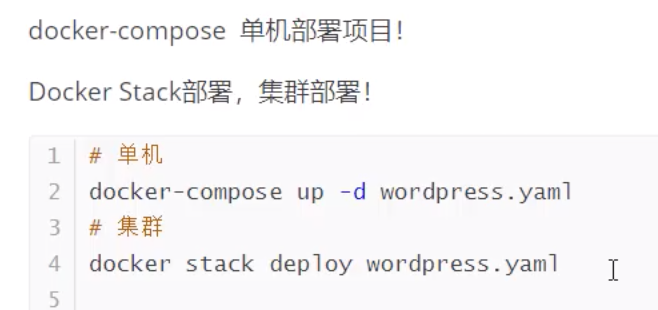 docker-compose 单机部署项目！
Docker Stack部署，集群部署！
1 # 单机
2 docker-compose up -d wordpress.yaml
3 # 集群
4 docker stack deploy wordpress.yaml
5